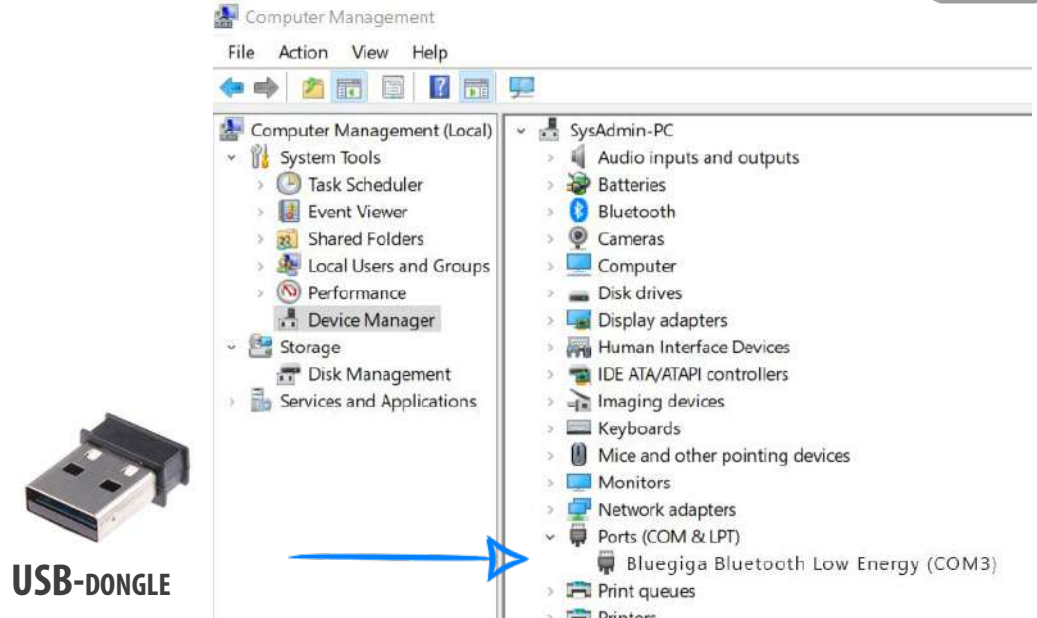 Computer Management
File Action View Help
Computer Management (Local)
System Tools
Task Scheduler
Event Viewer
Shared Folders
Local Users and Groups
Performance
Device Manager
Storage
Disk Management
Services and Applications
SysAdmin-PC
Audio inputs and outputs
Batteries
Bluetooth
Cameras
Computer
Disk drives
Display adapters
Human Interface Devices
IDE ATA/ATAPI controllers
Imaging devices
Keyboards
Mice and other pointing devices
Monitors
Network adapters
Ports (COM & LPT)
Bluegiga Bluetooth Low Energy (COM3)
Print queues
Printers
USB-DONGLE